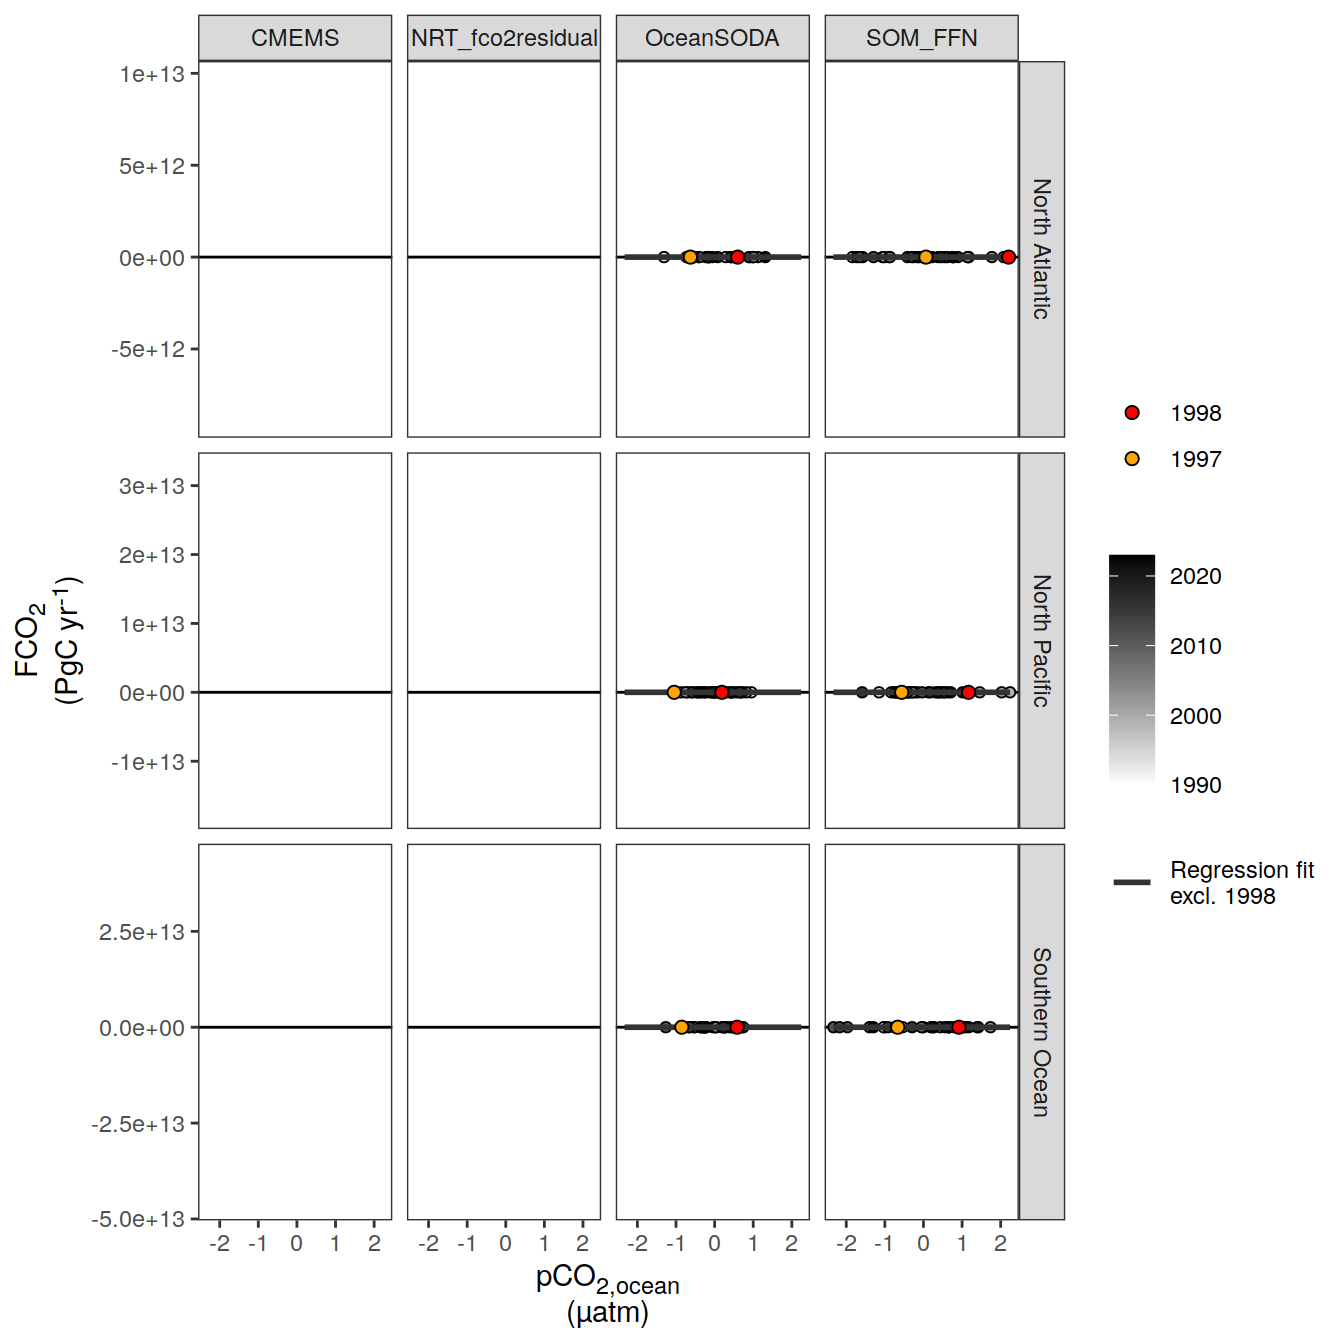 CMEMS NRT_fco2residual OceanSODA SOM_FFN
1e+13
5e+12
0e+00
-5e+12
North Atlantic
3e+13
2e+13
1e+13
0e+00
-1e+13
North Pacific
2.5e+13
0.0e+00
-2.5e+13
-5.0e+13
Southern Ocean
-2 -1 0 1 2 -2 -1 0 1 2 -2 -1 0 1 2 -2 -1 0 1 2
pCO2,ocean
(µatm)
FCO2
(PgC yr-1)
1998
1997
2020
2010
2000
1990
Regression fit
excl. 1998